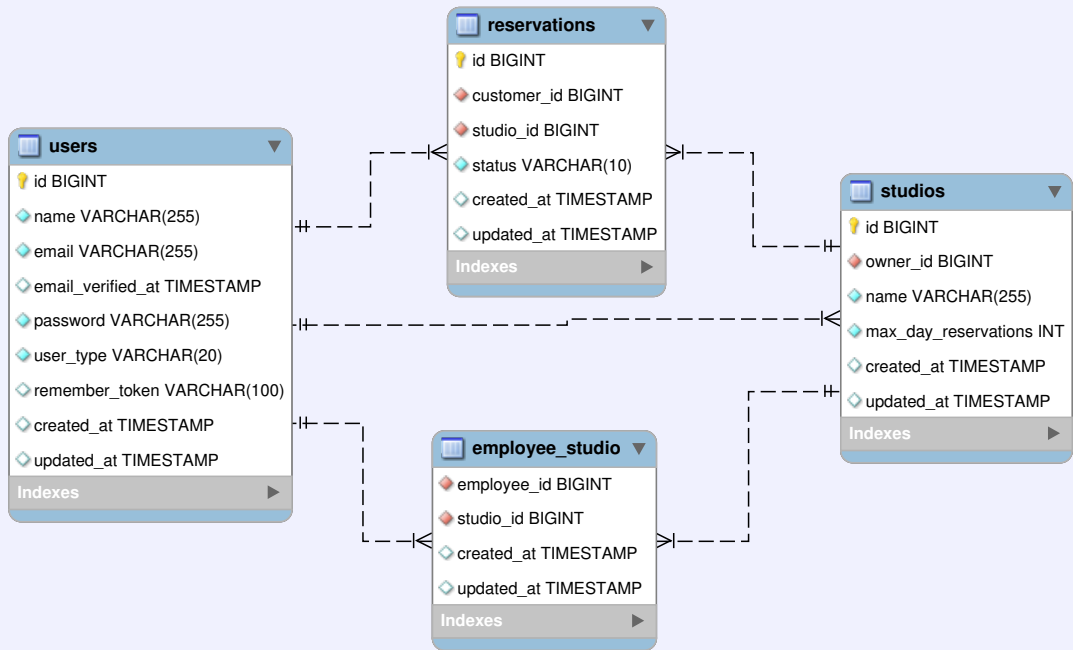 reservations
id BIGINT
customer_id BIGINT
studio_id BIGINT
status VARCHAR(10)
created_at TIMESTAMP
updated_at TIMESTAMP
Indexes
users
id BIGINT
name VARCHAR(255)
email VARCHAR(255)
email_verified_at TIMESTAMP
password VARCHAR(255)
user_type VARCHAR(20)
remember_token VARCHAR(100)
created_at TIMESTAMP
updated_at TIMESTAMP
Indexes
studios
id BIGINT
owner_id BIGINT
name VARCHAR(255)
max_day_reservations INT
created_at TIMESTAMP
updated_at TIMESTAMP
Indexes
employee_studio
employee_id BIGINT
studio_id BIGINT
created_at TIMESTAMP
updated_at TIMESTAMP
Indexes